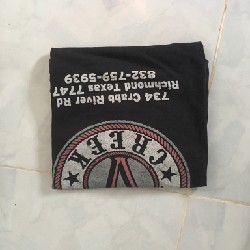 734 Crabb River Rd
Richmond Texas 7747
832-759-5939
CREEK